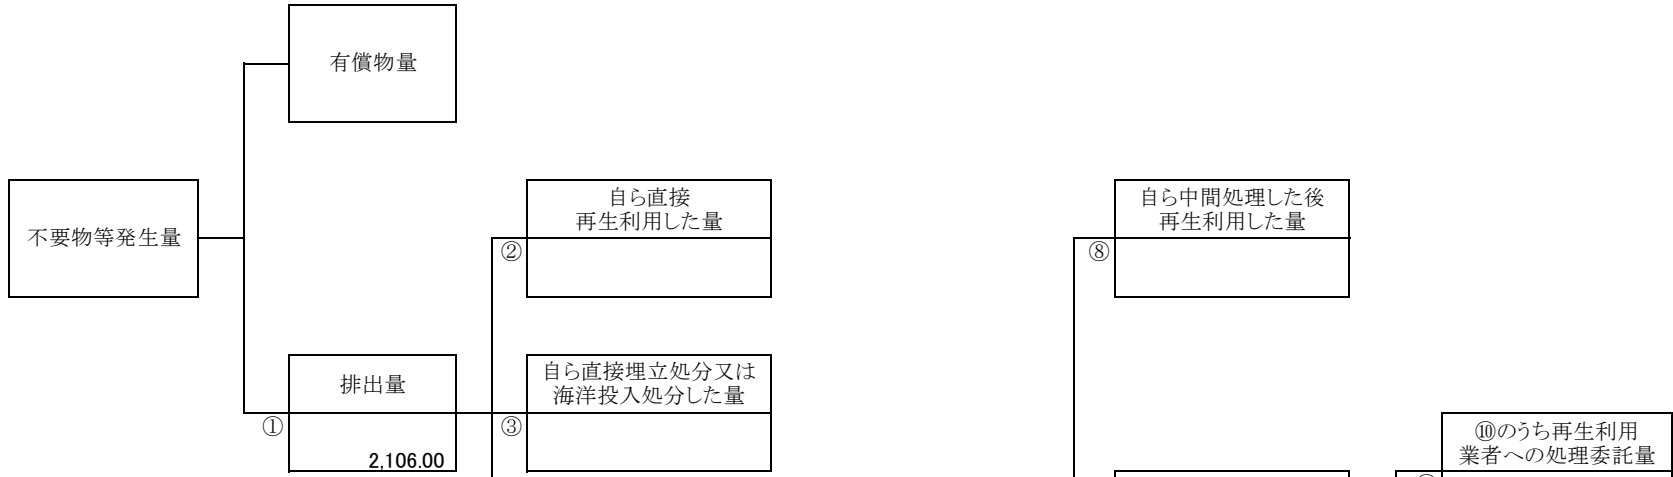 有償物量
不要物等発生量
自ら直接
再生利用した量
②
自ら中間処理した後
再生利用した量
⑧
排出量
①
2,106.00
自ら直接埋立処分又は
海洋投入処分した量
③
⑩のうち再生利用
業者への処理委託量